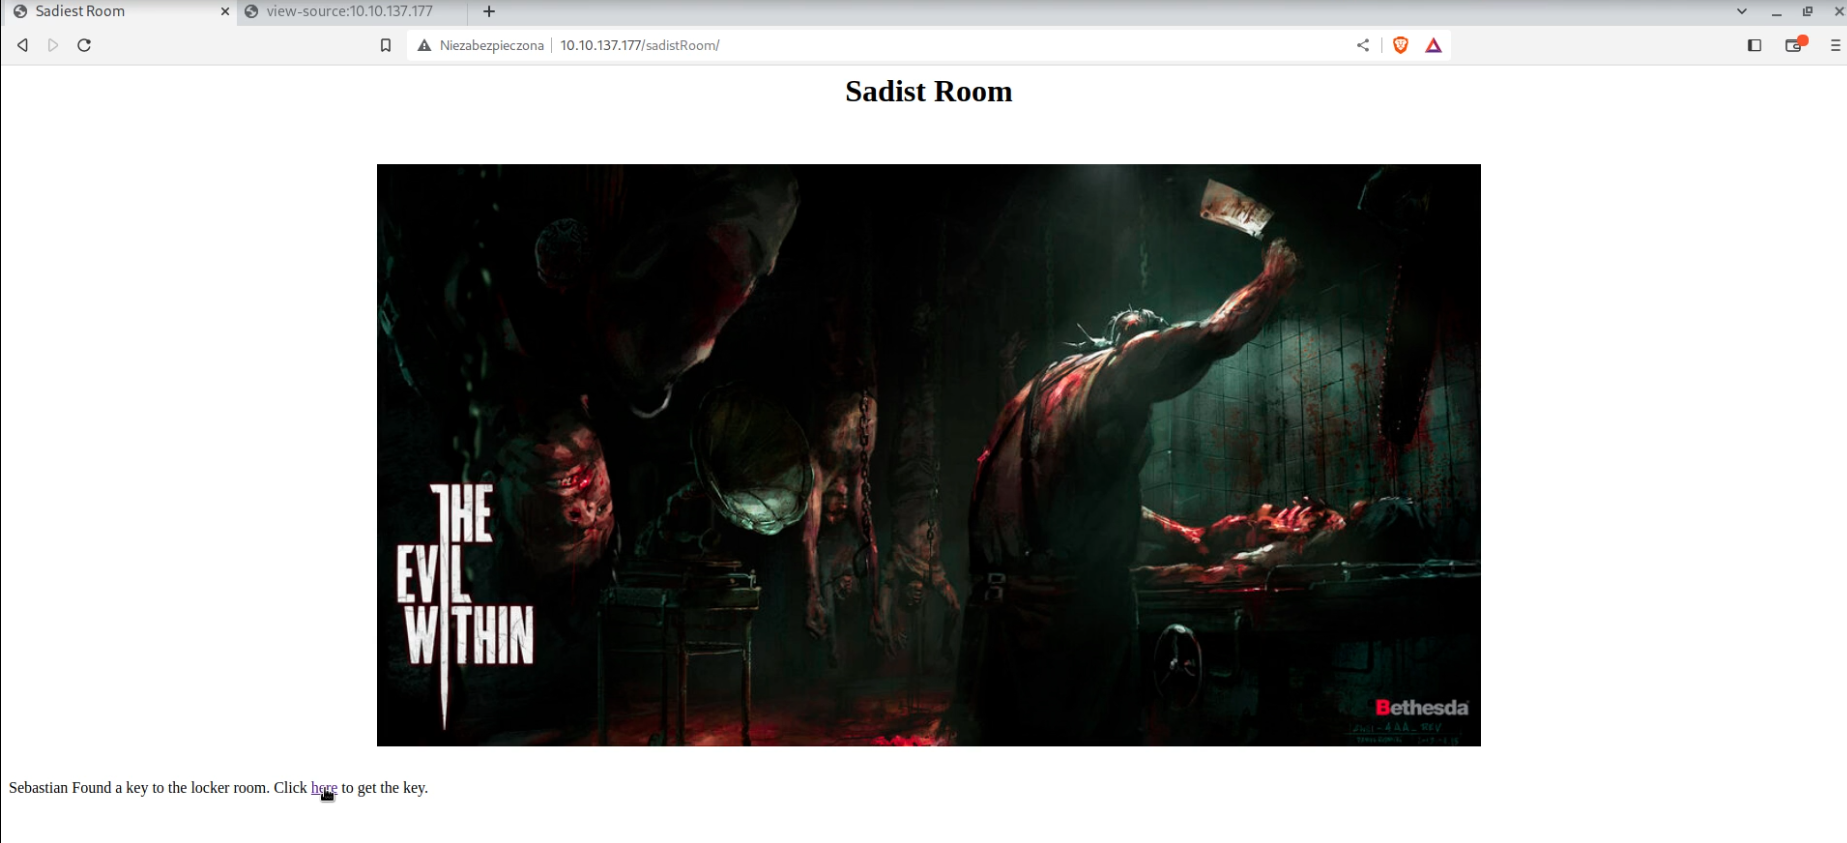 Sadiest Room
view-source:10.10.137.177
Niezabezpieczona
10.10.137.177/sadistRoom/
Sadist Room
THE
EVIL
WITHIN
Bethesda
Sebastian Found a key to the locker room. Click here to get the key.